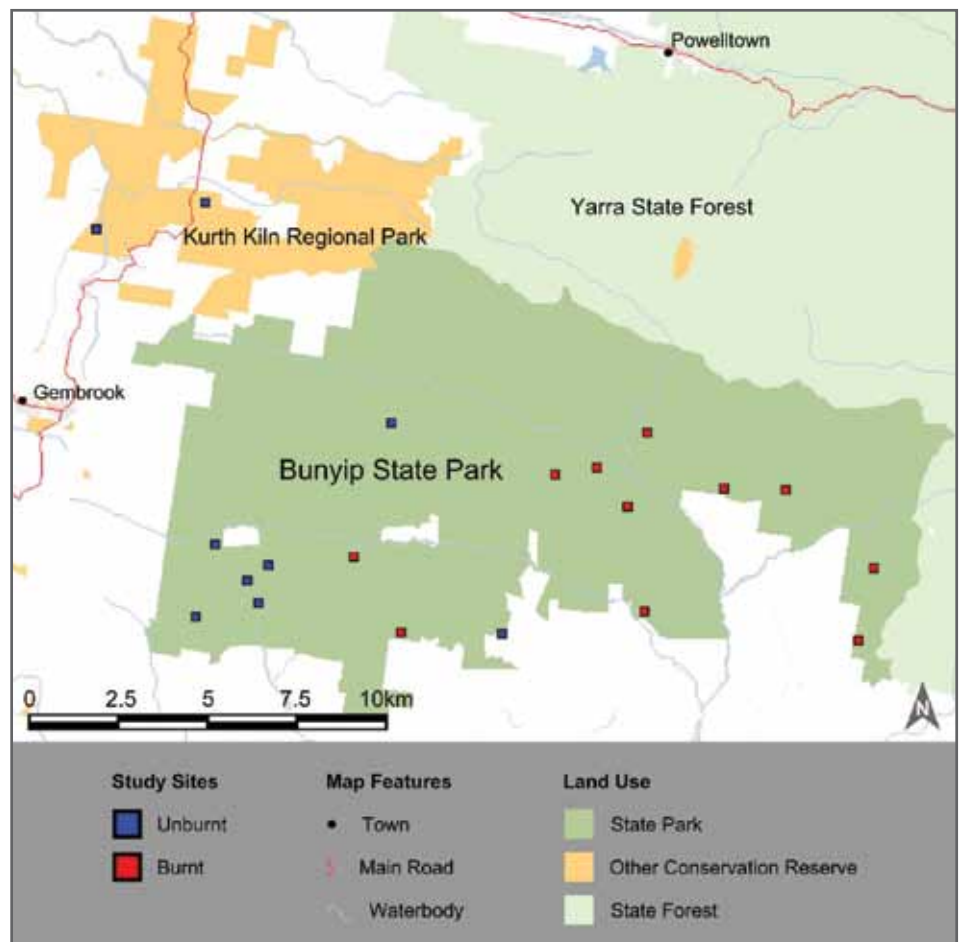 Powelltown
Yarra State Forest
Kurth Kiln Regional Park
Gembrook
Bunyip State Park
0 2.5 5 7.5 10km
N
Study Sites
Unburnt
Burnt
Map Features
Town
Main Road
Waterbody
Land Use
State Park
Other Conservation Reserve
State Forest